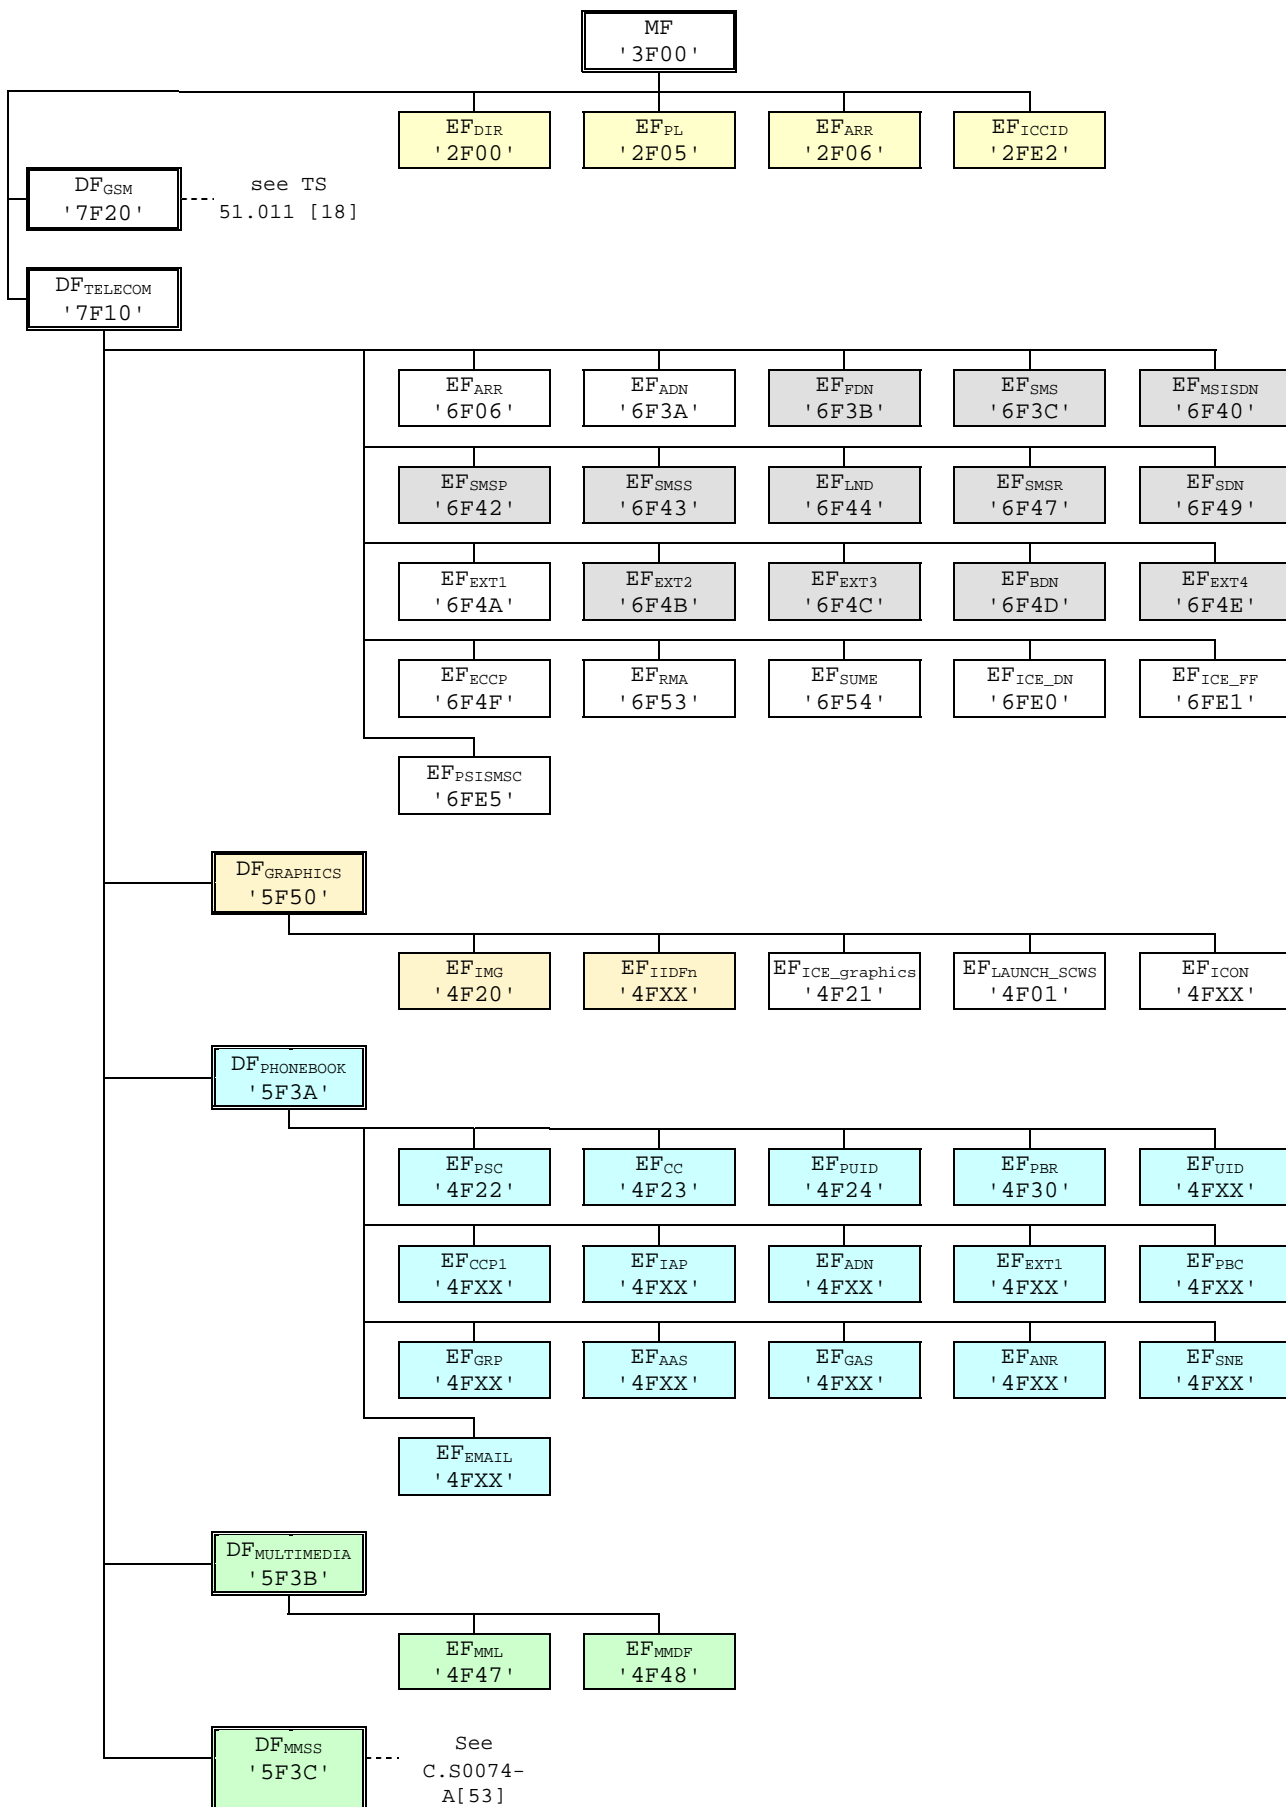 MF
'3F00'
EFDIR EFPL EFARR EFICCID
'2F00' '2F05' '2F06' '2FE2'
DFGSM see TS
'7F20' 51.011 [18]
DFTELECOM
'7F10'
EFARR EFADN EFFDN EFSMS EFMSISDN
'6F06' '6F3A' '6F3B' '6F3C' '6F40'
EFSMSP EFSMSS EFLND EFSMSR EFSDN
'6F42' '6F43' '6F44' '6F47' '6F49'
EFEXT1 EFEXT2 EFEXT3 EFBDN EFEXT4
'6F4A' '6F4B' '6F4C' '6F4D' '6F4E'
EFECCP EFRMA EFSUME EFICE_DN EFICE_FF
'6F4F' '6F53' '6F54' '6FE0' '6FE1'
EFPSISMSC
'6FE5'
DFGRAPHICS
'5F50'
EFIMG EFIIDFn EFICE_graphics EFLAUNCH_SCWS EFICON
'4F20' '4FXX' '4F21' '4F01' '4FXX'
DFPHONEBOOK
'5F3A'
EFPSC EFCC EFPUID EFPBR EFUID
'4F22' '4F23' '4F24' '4F30' '4FXX'
EFCCP1 EFIAP EFADN EFEXT1 EFPBC
'4FXX' '4FXX' '4FXX' '4FXX' '4FXX'
EFGRP EFAAS EFGAS EFANR EFSNE
'4FXX' '4FXX' '4FXX' '4FXX' '4FXX'
EFEMAIL
'4FXX'
DFMULTIMEDIA
'5F3B'
EFMML EFMMDF
'4F47' '4F48'
DFMMSS See
'5F3C' C.S0074-
A[53]